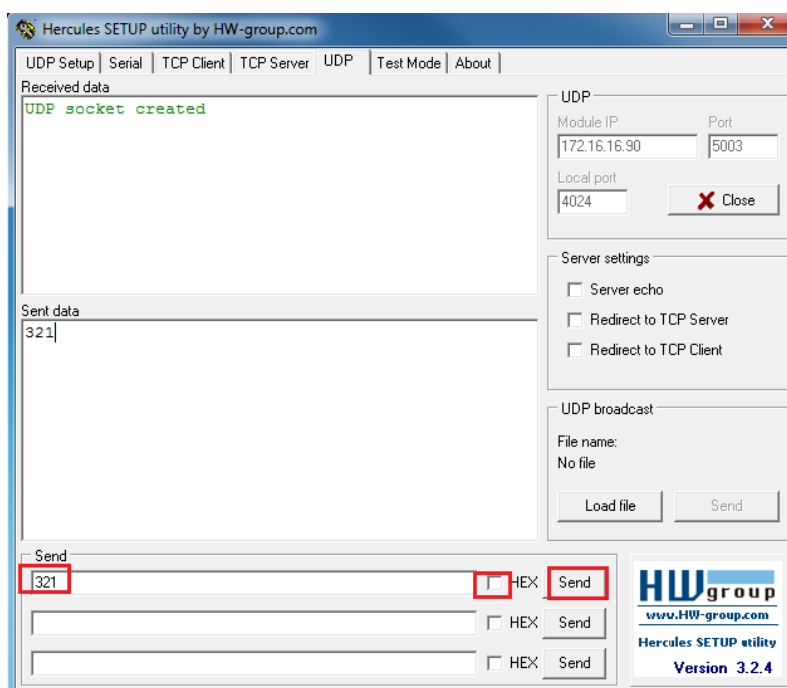 Hercules SETUP utility by HW-group.com
UDP Setup Serial TCP Client TCP Server UDP Test Mode About
Received data
UDP socket created
UDP
Module IP Port
172.16.16.90 5003
Local port
4024 Close
Server settings
Server echo
Redirect to TCP Server
Redirect to TCP Client
Sent data
321
UDP broadcast
File name:
No file
Load file Send
Send
321 HEX Send
HEX Send
HEX Send
HW group
www.HW-group.com
Hercules SETUP utility
Version 3.2.4